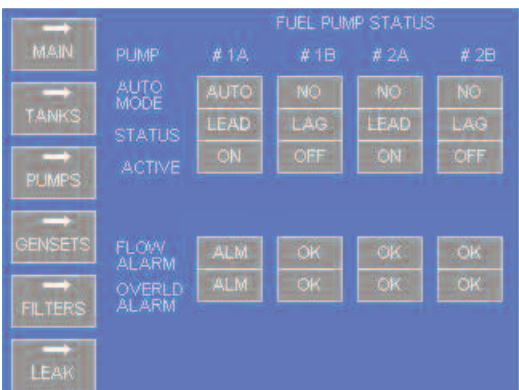 FUEL PUMP STATUS
MAIN
PUMP #1A #1B #2A #2B
AUTO MODE AUTO NO NO NO
TANKS
STATUS LEAD LAG LEAD LAG
ACTIVE ON OFF ON OFF
PUMPS
GENSETS
FLOW ALARM ALM OK OK OK
OVERLD ALARM ALM OK OK OK
FILTERS
LEAK